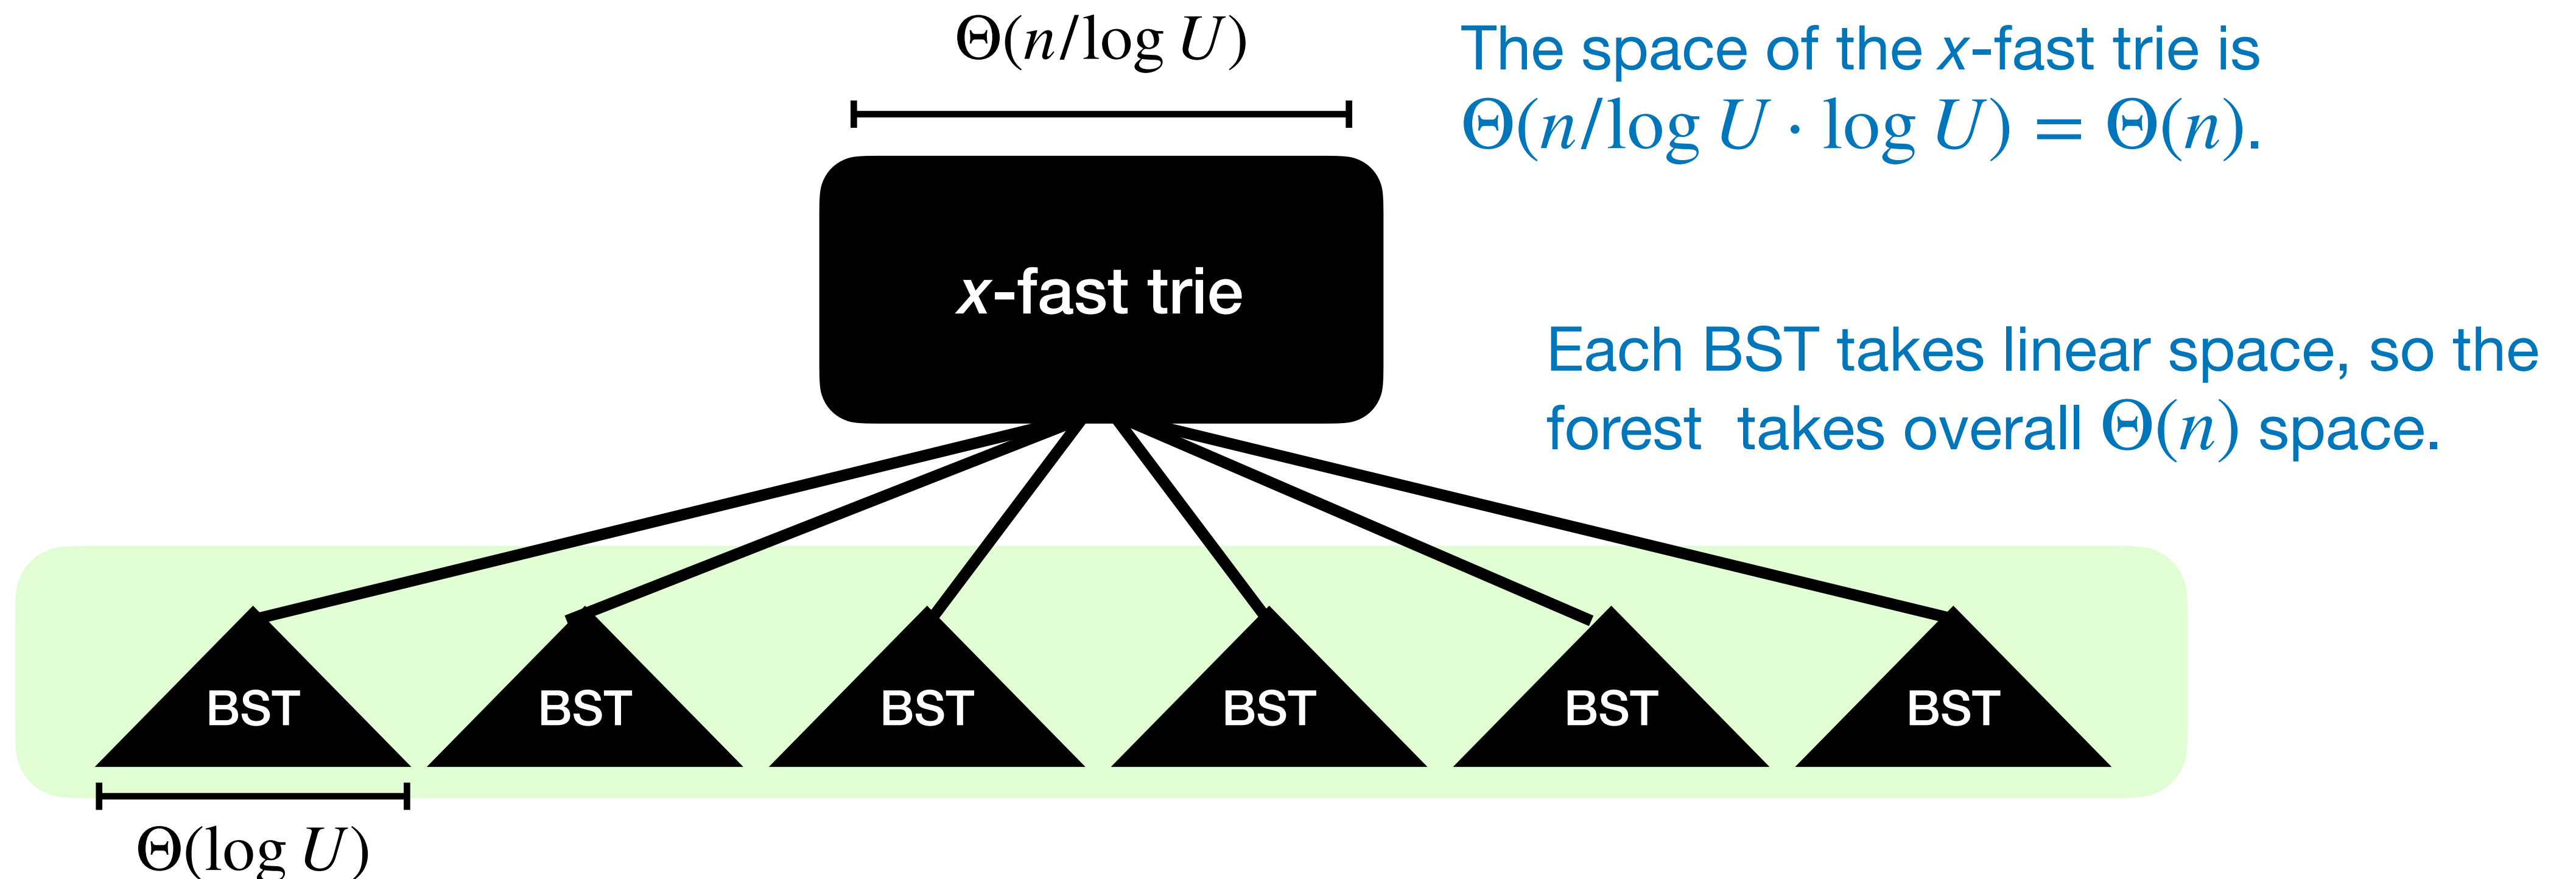 Θ(n/log U)
The space of the x-fast trie is
Θ(n/log U · log U) = Θ(n).
x-fast trie
Each BST takes linear space, so the
forest  takes overall Θ(n) space.
BST BST BST BST BST BST
Θ(log U)